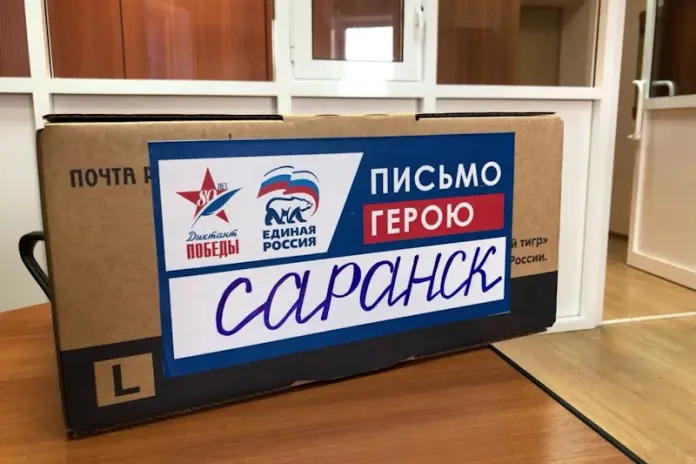 ПОЧТА
80 ЛЕТ
Диктант
ПОБЕДЫ
ЕДИНАЯ
РОССИЯ
ПИСЬМО
ГЕРОЮ
САРАНСК
й тигр»
России.
L